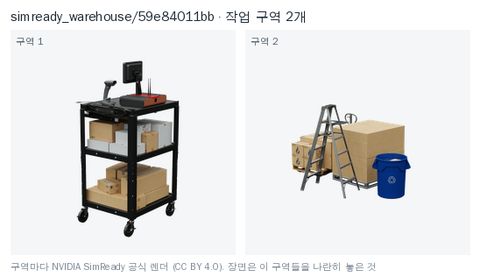 simready_warehouse/59e84011bb · 작업 구역 2개
구역 1
구역 2
구역마다 NVIDIA SimReady 공식 렌더 (CC BY 4.0). 장면은 이 구역들을 나란히 놓은 것